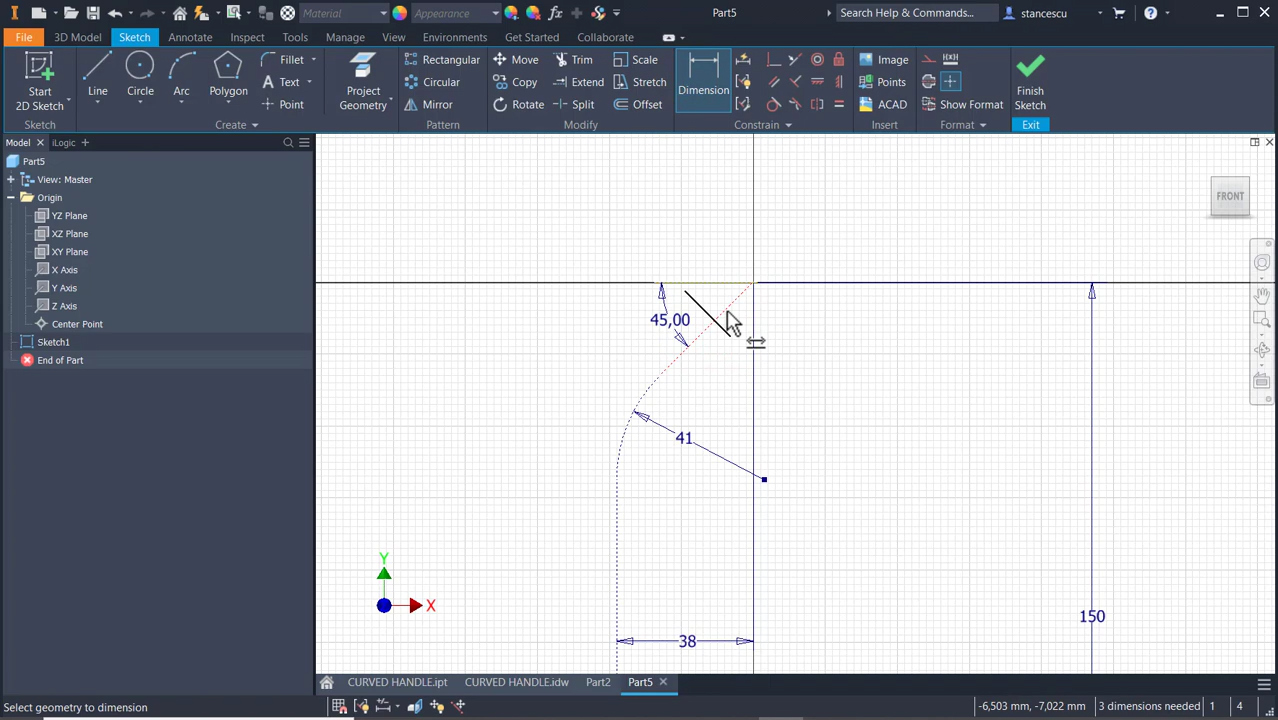 Material
Appearance
Part5
Search Help & Commands...
stancescu
File
3D Model
Sketch
Annotate
Inspect
Tools
Manage
View
Environments
Get Started
Collaborate
Start
2D Sketch
Line
Circle
Arc
Polygon
Fillet
Text
Point
Project
Geometry
Rectangular
Circular
Mirror
Move
Copy
Rotate
Trim
Extend
Split
Scale
Stretch
Offset
Dimension
Image
Points
ACAD
Show Format
Finish
Sketch
Sketch
Create
Pattern
Modify
Constrain
Insert
Format
Exit
Model
iLogic
Part5
View: Master
Origin
YZ Plane
XZ Plane
XY Plane
X Axis
Y Axis
Z Axis
Center Point
Sketch1
End of Part
FRONT
45,00
41
150
38
Y
X
CURVED HANDLE.ipt
CURVED HANDLE.idw
Part2
Part5
Select geometry to dimension
-6,503 mm, -7,022 mm
3 dimensions needed
1
4